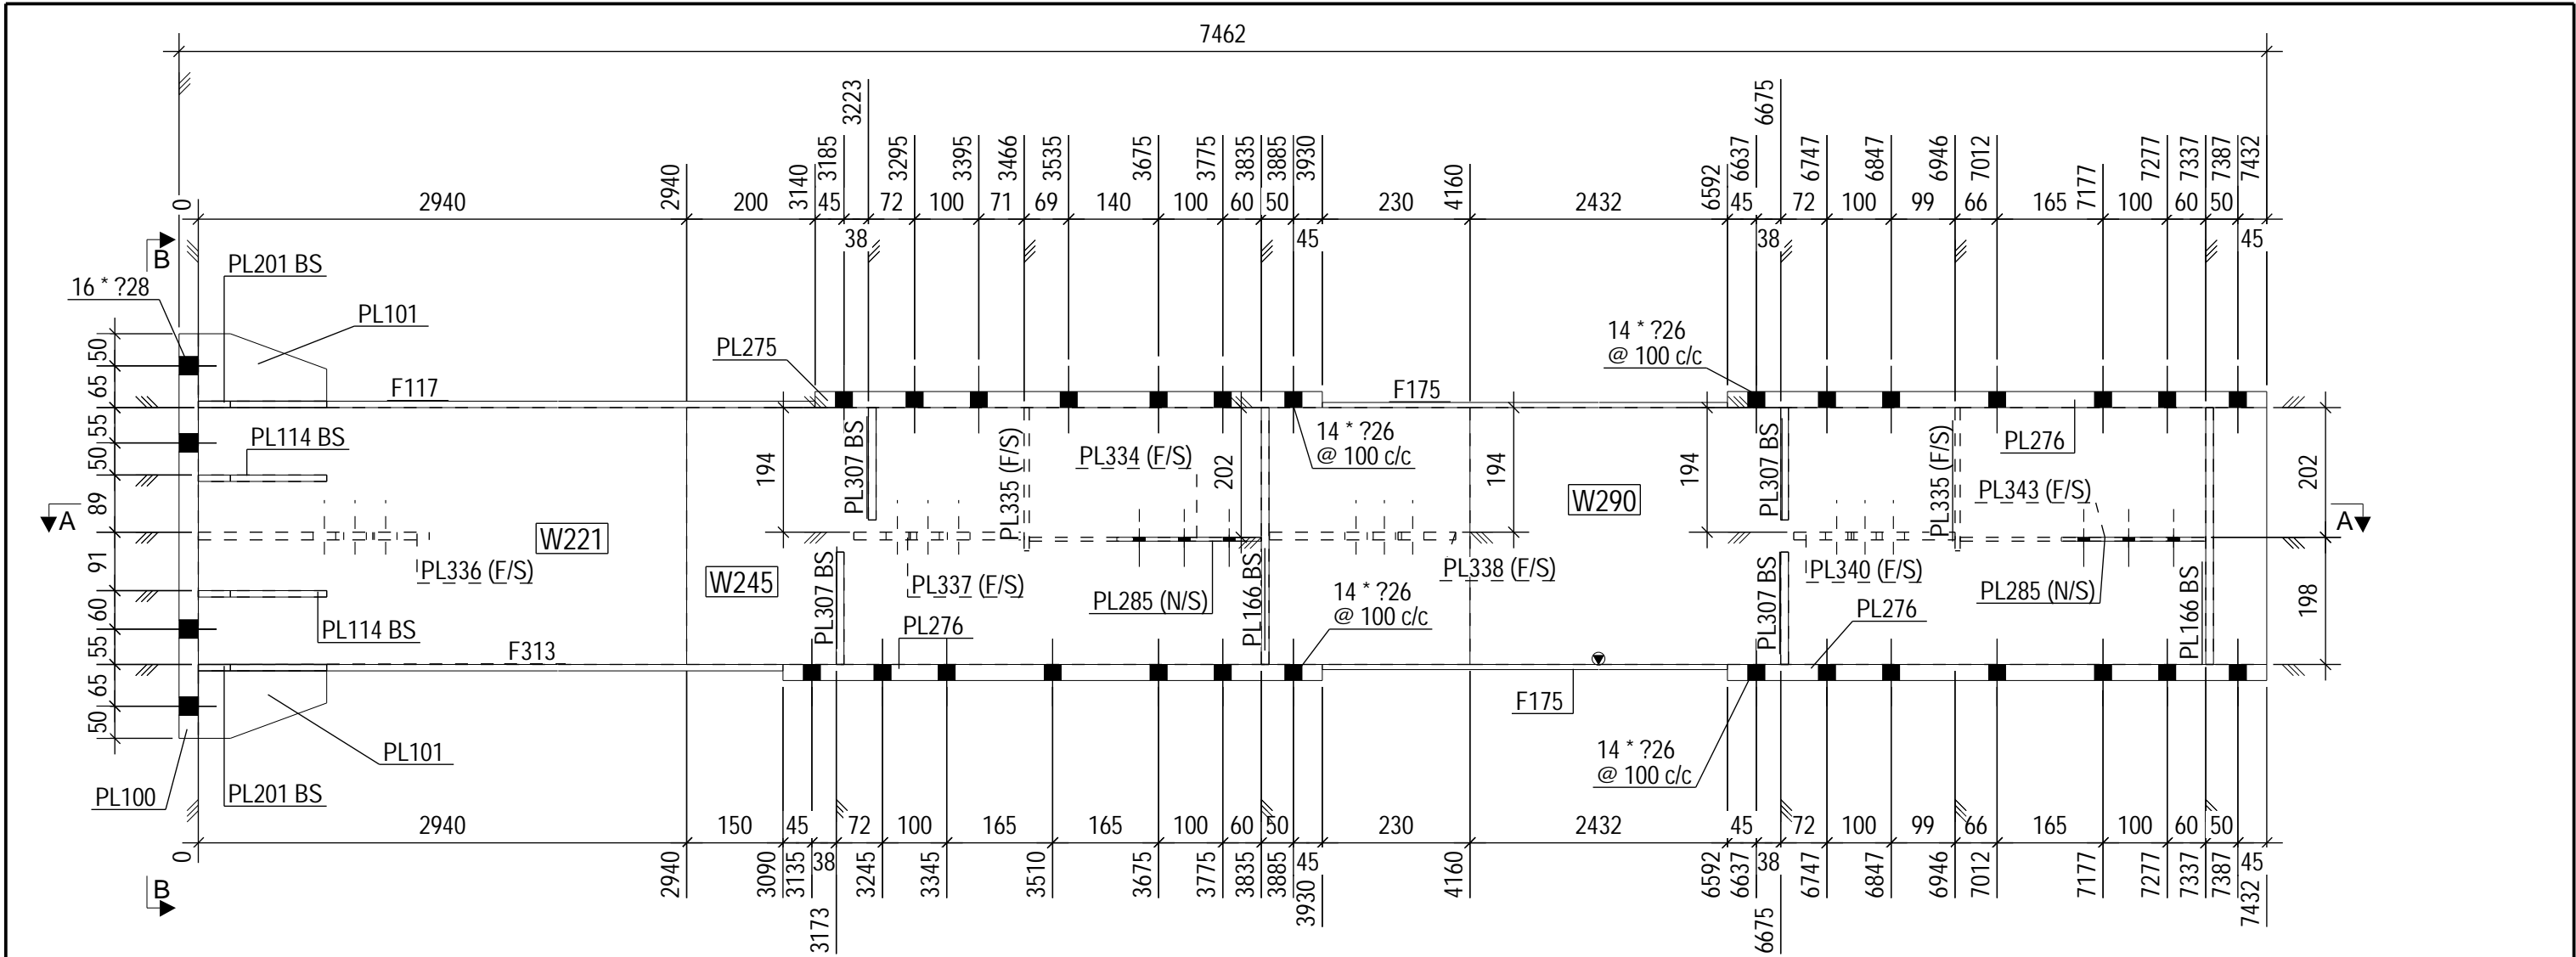 7462
3223
6675
3185
3295
3395
3466
3535
3675
3775
3835
3885
3930
6637
6747
6847
6946
7012
7177
7277
7337
7387
7432
0
2940
2940
200
3140
45
72
100
71
69
140
100
60
50
230
4160
2432
6592
45
72
100
99
66
165
100
60
50
38
45
38
45
B
PL201 BS
16 * ?28
PL101
14 * ?26
@ 100 c/c
PL275
F117
F175
50
65
55
50
89
91
60
55
65
50
PL114 BS
194
PL307 BS
PL335 (F/S)
PL334 (F/S)
202
14 * ?26
@ 100 c/c
194
194
PL307 BS
PL335 (F/S)
PL276
202
A
W290
PL343 (F/S)
A
W221
PL336 (F/S)
W245
PL307 BS
PL337 (F/S)
PL285 (N/S)
PL166 BS
PL338 (F/S)
14 * ?26
@ 100 c/c
PL307 BS
PL340 (F/S)
PL276
PL285 (N/S)
PL166 BS
198
PL114 BS
PL276
F313
F175
PL101
14 * ?26
@ 100 c/c
PL100
PL201 BS
2940
150
45
72
100
165
165
100
60
50
230
2432
45
72
100
99
66
165
100
60
50
0
2940
3090
3135
38
3245
3345
3510
3675
3775
3835
3885
45
3930
4160
6592
6637
38
6747
6847
6946
7012
7177
7277
7337
7387
45
7432
B
3173
6675